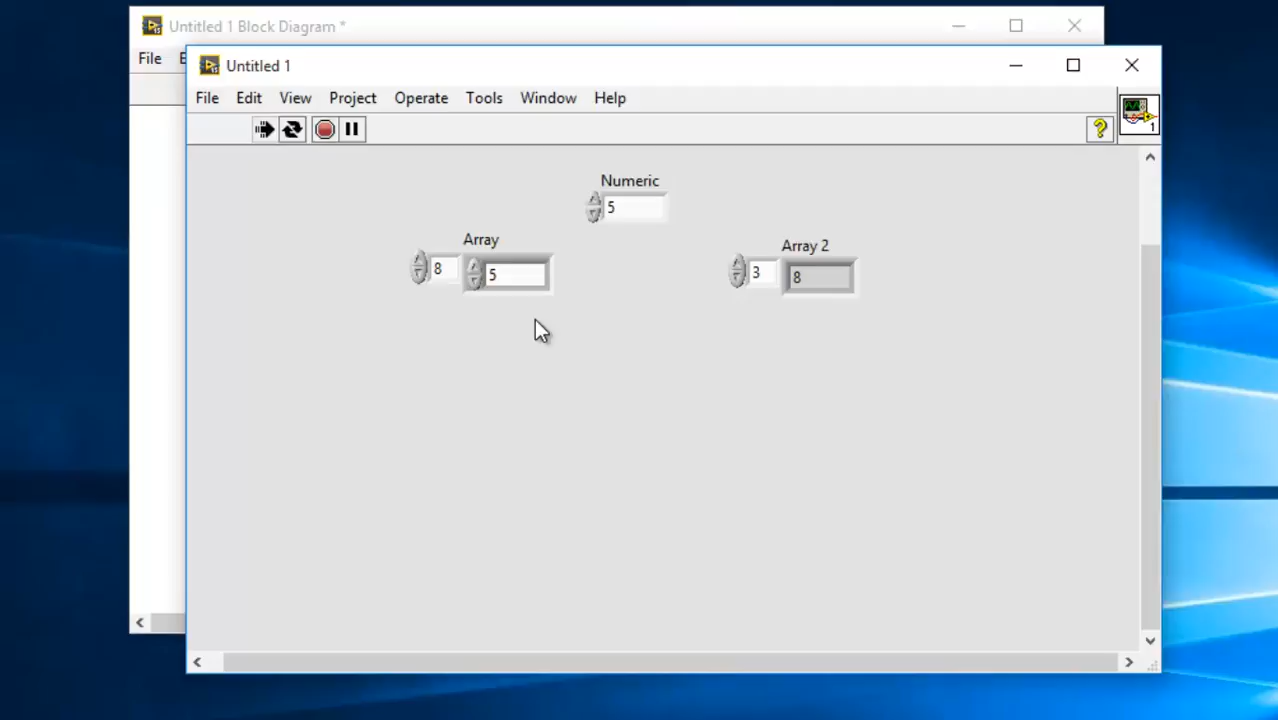 Untitled 1 Block Diagram *
File E
Untitled 1
File Edit View Project Operate Tools Window Help
?
1
Numeric
5
Array
8 5
Array 2
3 8